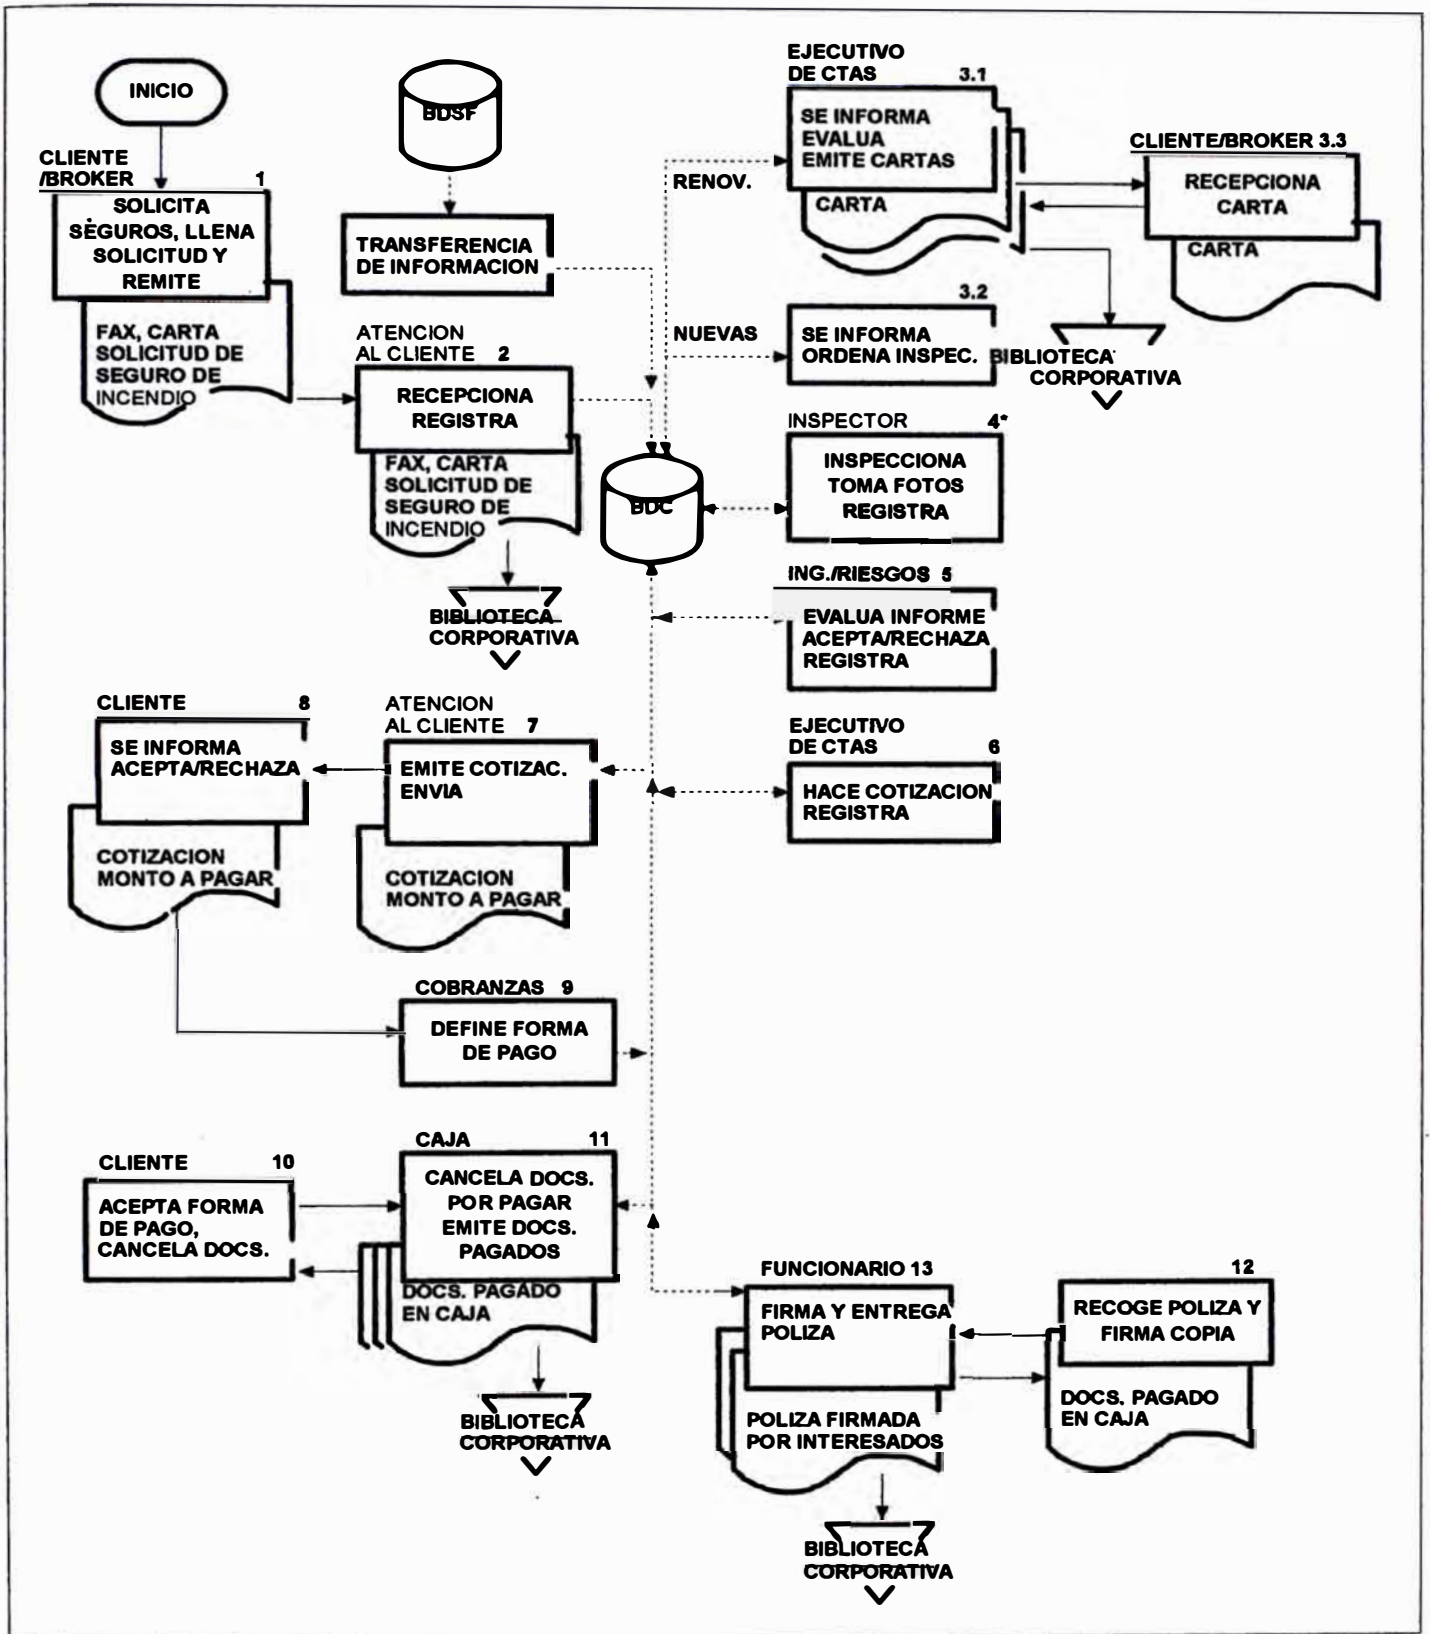 INICIO
CLIENTE
/BROKER 1
SOLICITA
SEGUROS, LLENA
SOLICITUD Y
REMITE
FAX, CARTA
SOLICITUD DE
SEGURO DE
INCENDIO
BDSF
TRANSFERENCIA
DE INFORMACION
ATENCION
AL CLIENTE 2
RECEPCIONA
REGISTRA
FAX, CARTA
SOLICITUD DE
SEGURO DE
INCENDIO
BIBLIOTECA
CORPORATIVA
RENOV.
NUEVAS
BDC
EJECUTIVO
DE CTAS 3.1
SE INFORMA
EVALUA
EMITE CARTAS
CARTA
CLIENTE/BROKER 3.3
RECEPCIONA
CARTA
CARTA
3.2
SE INFORMA
ORDENA INSPEC.
BIBLIOTECA
CORPORATIVA
INSPECTOR 4*
INSPECCIONA
TOMA FOTOS
REGISTRA
ING./RIESGOS 5
EVALUA INFORME
ACEPTA/RECHAZA
REGISTRA
EJECUTIVO
DE CTAS 6
HACE COTIZACION
REGISTRA
ATENCION
AL CLIENTE 7
EMITE COTIZAC.
ENVIA
COTIZACION
MONTO A PAGAR
CLIENTE 8
SE INFORMA
ACEPTA/RECHAZA
COTIZACION
MONTO A PAGAR
COBRANZAS 9
DEFINE FORMA
DE PAGO
CLIENTE 10
ACEPTA FORMA
DE PAGO,
CANCELA DOCS.
CAJA 11
CANCELA DOCS.
POR PAGAR
EMITE DOCS.
PAGADOS
DOCS. PAGADO
EN CAJA
BIBLIOTECA
CORPORATIVA
FUNCIONARIO 13
FIRMA Y ENTREGA
POLIZA
POLIZA FIRMADA
POR INTERESADOS
12
RECOGE POLIZA Y
FIRMA COPIA
DOCS. PAGADO
EN CAJA
BIBLIOTECA
CORPORATIVA